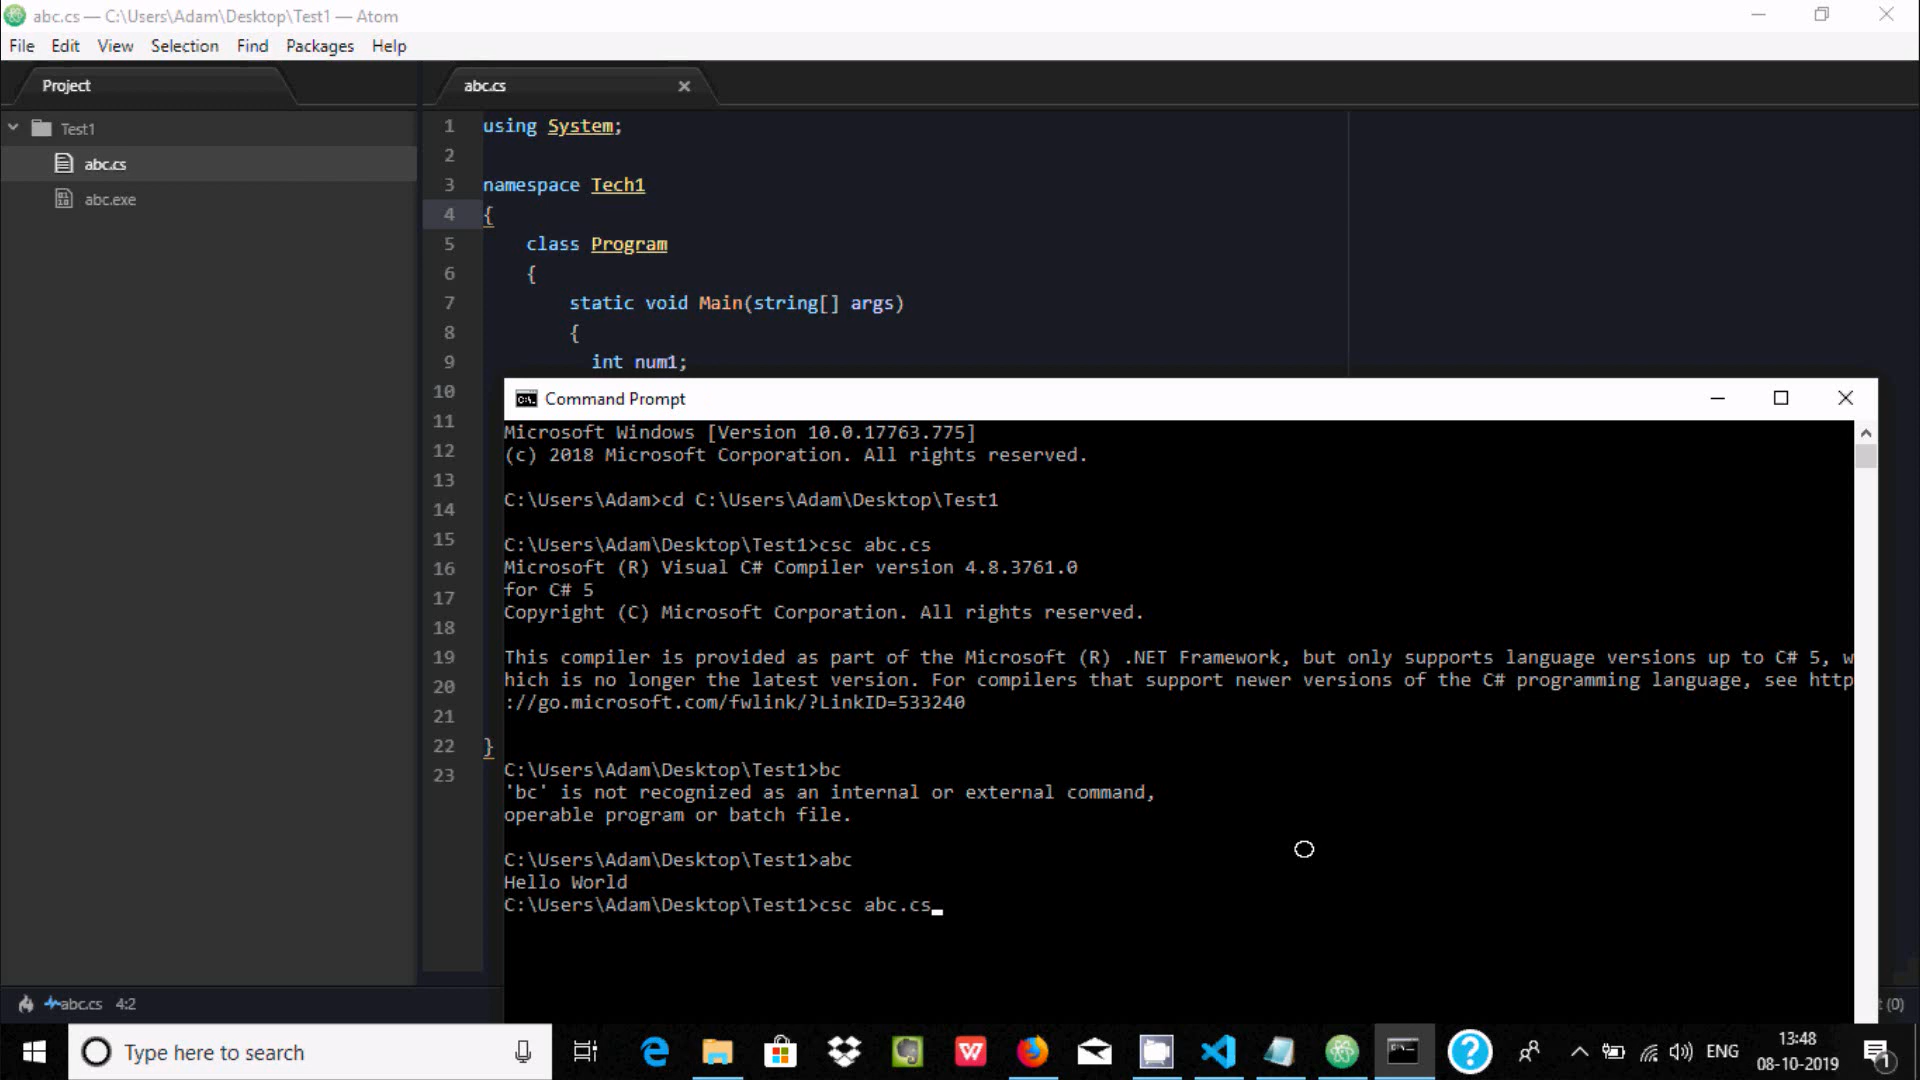 abc.cs — C:\Users\Adam\Desktop\Test1 — Atom
File Edit View Selection Find Packages Help
Project
abc.cs
Test1
abc.cs
abc.exe
1 using System;
2
3 namespace Tech1
4 {
5 class Program
6 {
7 static void Main(string[] args)
8 {
9 int num1;
10
11
12
13
14
15
16
17
18
19
20
21
22 }
23
Command Prompt
Microsoft Windows [Version 10.0.17763.775]
(c) 2018 Microsoft Corporation. All rights reserved.
C:\Users\Adam>cd C:\Users\Adam\Desktop\Test1
C:\Users\Adam\Desktop\Test1>csc abc.cs
Microsoft (R) Visual C# Compiler version 4.8.3761.0
for C# 5
Copyright (C) Microsoft Corporation. All rights reserved.
This compiler is provided as part of the Microsoft (R) .NET Framework, but only supports language versions up to C# 5, w
hich is no longer the latest version. For compilers that support newer versions of the C# programming language, see http
://go.microsoft.com/fwlink/?LinkID=533240
C:\Users\Adam\Desktop\Test1>bc
'bc' is not recognized as an internal or external command,
operable program or batch file.
C:\Users\Adam\Desktop\Test1>abc
Hello World
C:\Users\Adam\Desktop\Test1>csc abc.cs
abc.cs 4:2
(0)
Type here to search
ENG
13:48
08-10-2019
1